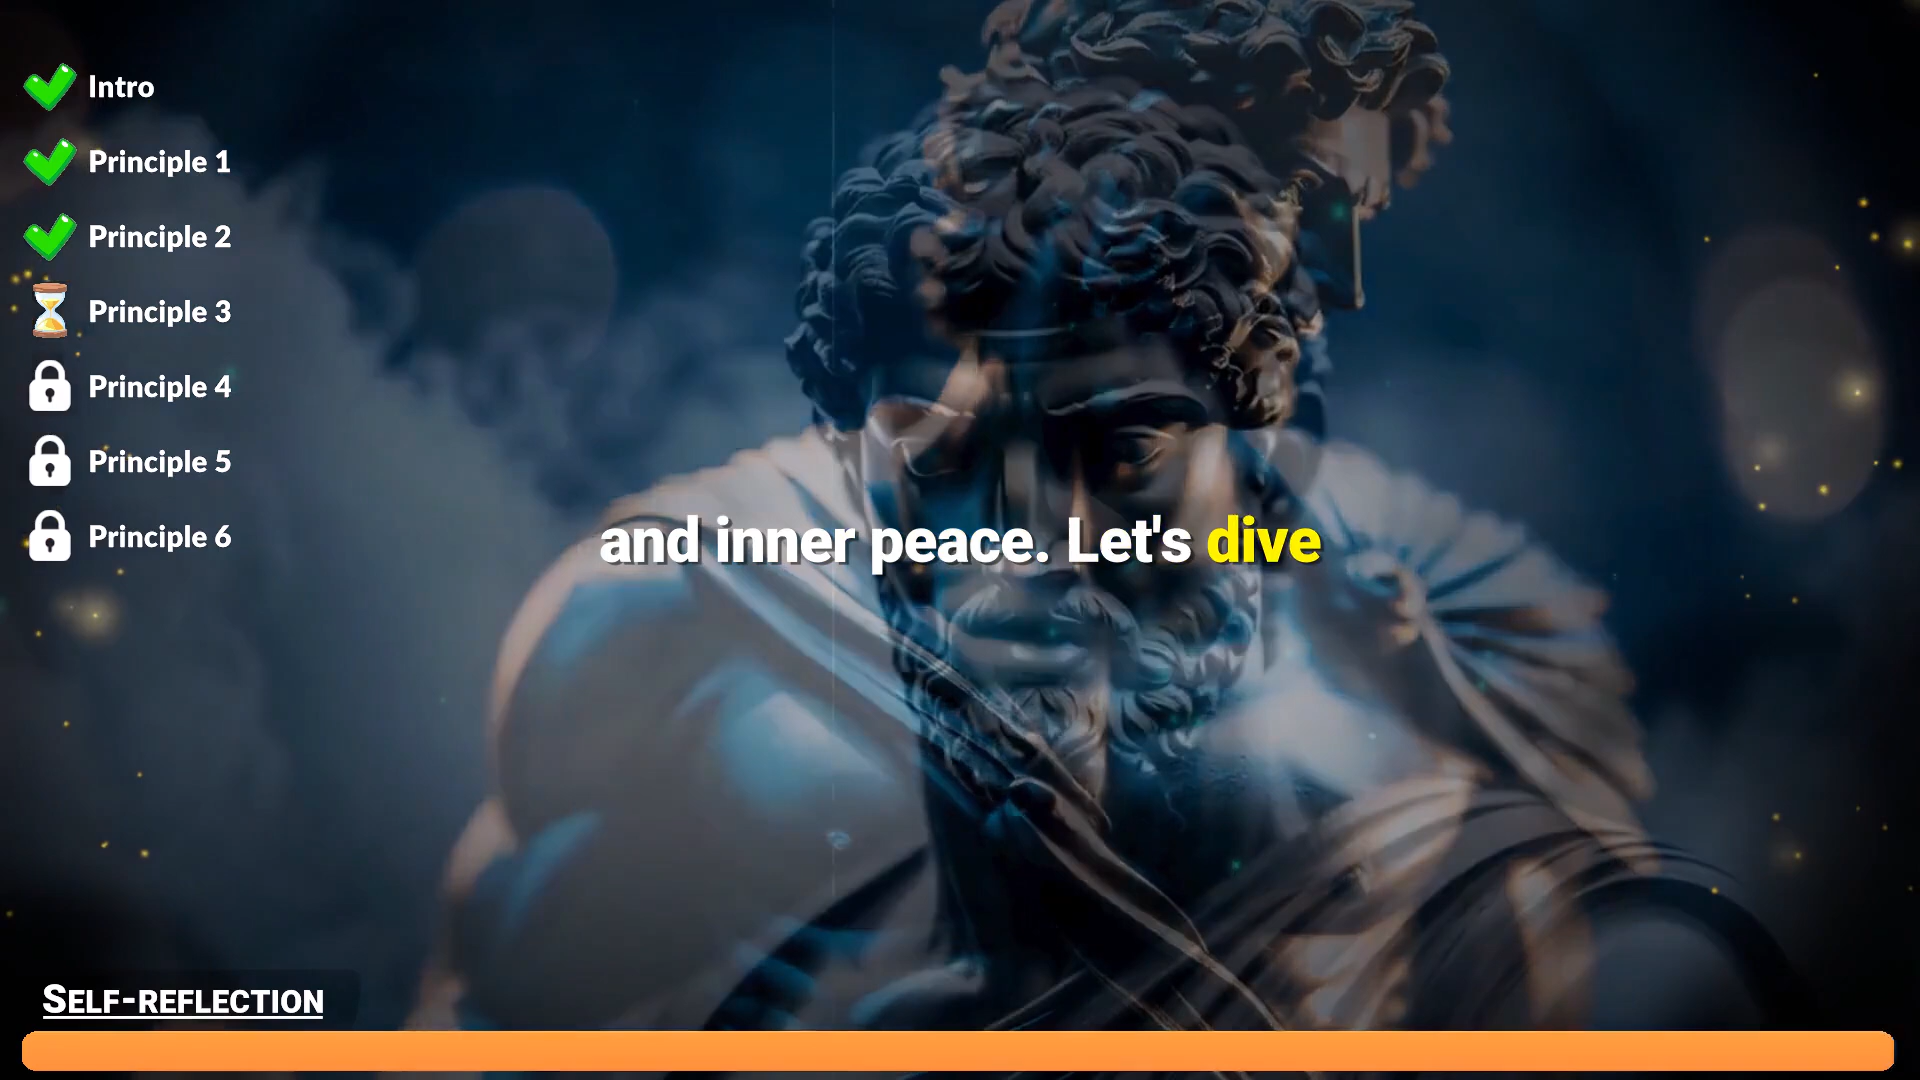 Intro
Principle 1
Principle 2
Principle 3
Principle 4
Principle 5
Principle 6
and inner peace. Let's dive
SELF-REFLECTION